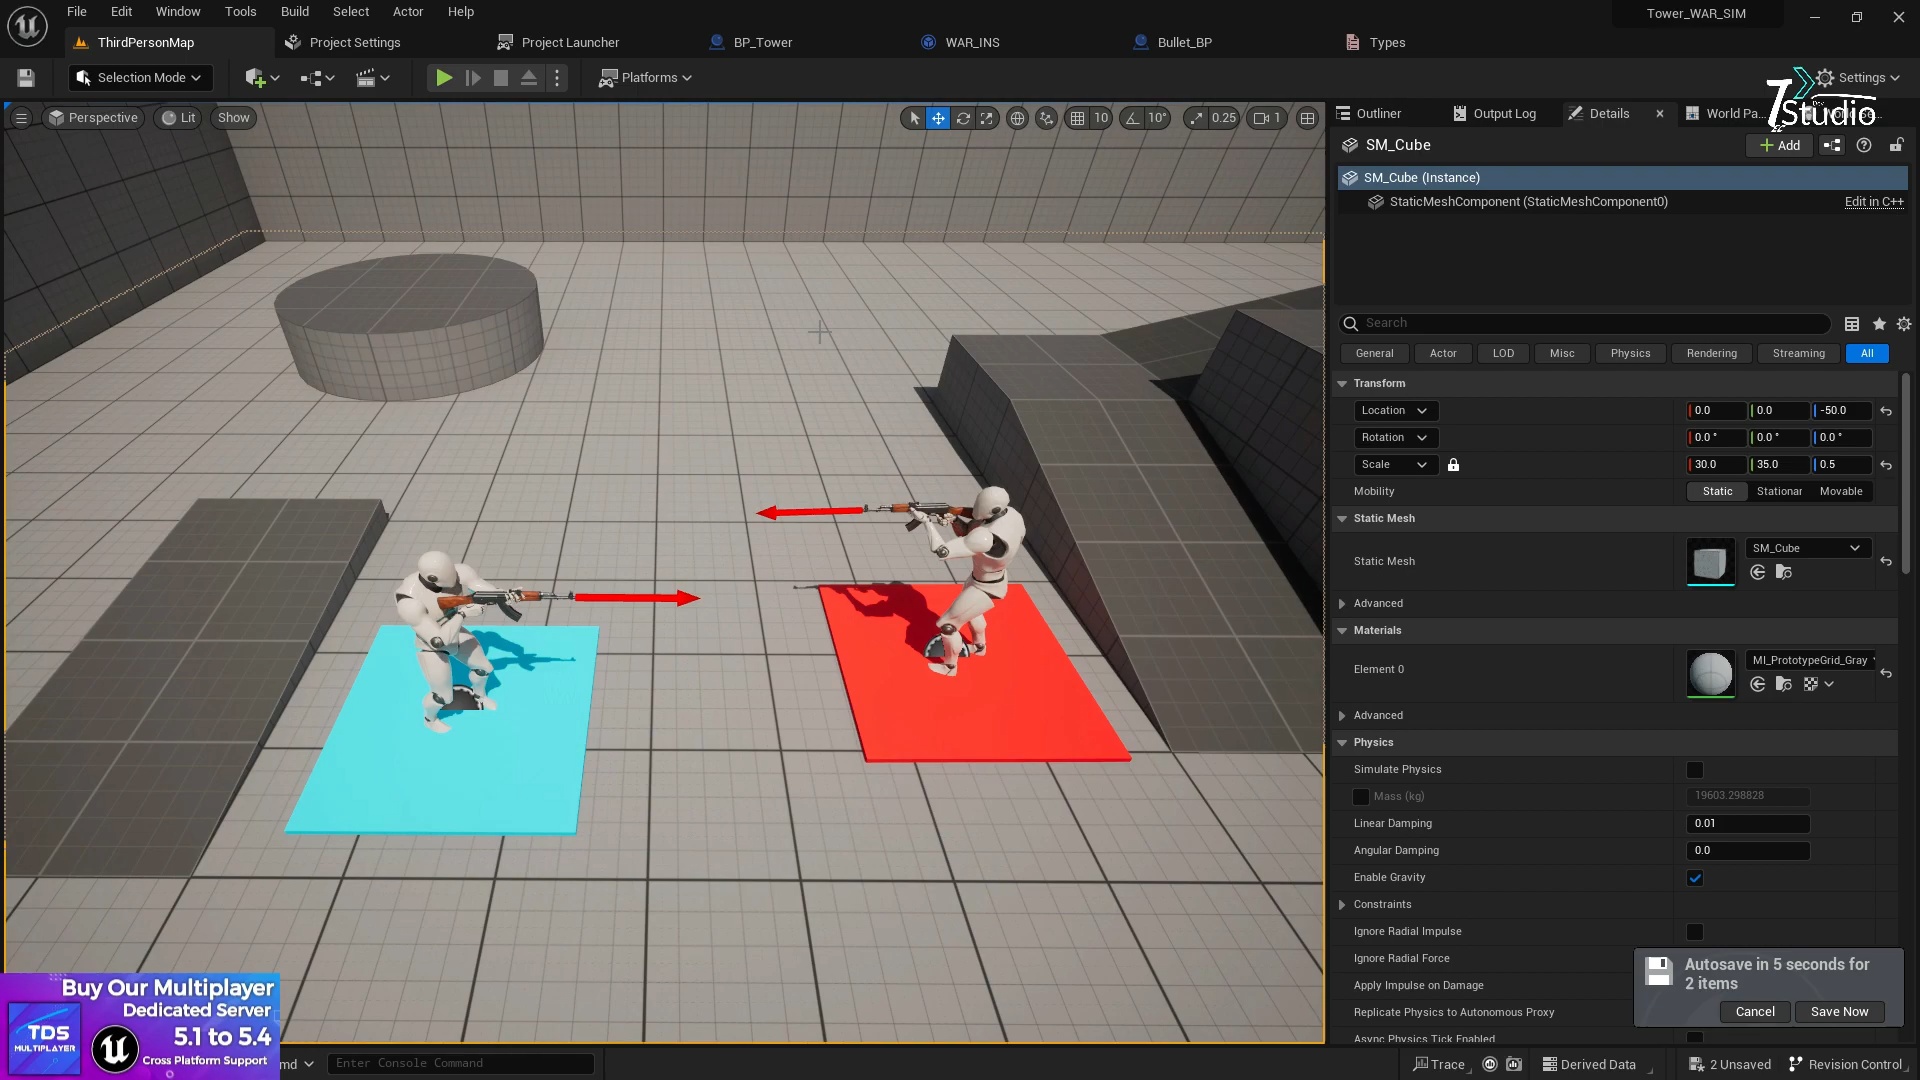 File Edit Window Tools Build Select Actor Help
Tower_WAR_SIM
ThirdPersonMap
Project Settings
Project Launcher
BP_Tower
WAR_INS
Bullet_BP
Types
Selection Mode
Platforms
Settings
Perspective
Lit
Show
10
10°
0.25
1
Outliner
Output Log
Details
World Pa...
7
Dev
Studio
SM_Cube
Add
SM_Cube (Instance)
StaticMeshComponent (StaticMeshComponent0)
Edit in C++
Search
General
Actor
LOD
Misc
Physics
Rendering
Streaming
All
Transform
Location
0.0
0.0
-50.0
Rotation
0.0 °
0.0 °
0.0 °
Scale
30.0
35.0
0.5
Mobility
Static
Stationar
Movable
Static Mesh
Static Mesh
SM_Cube
Advanced
Materials
Element 0
MI_PrototypeGrid_Gray
Advanced
Physics
Simulate Physics
Mass (kg)
19603.298828
Linear Damping
0.01
Angular Damping
0.0
Enable Gravity
Constraints
Ignore Radial Impulse
Ignore Radial Force
Apply Impulse on Damage
Replicate Physics to Autonomous Proxy
Async Physics Tick Enabled
Autosave in 5 seconds for
2 items
Cancel
Save Now
Buy Our Multiplayer
Dedicated Server
5.1 to 5.4
Cross Platform Support
TDS
MULTIPLAYER
md
Enter Console Command
Trace
Derived Data
2 Unsaved
Revision Control